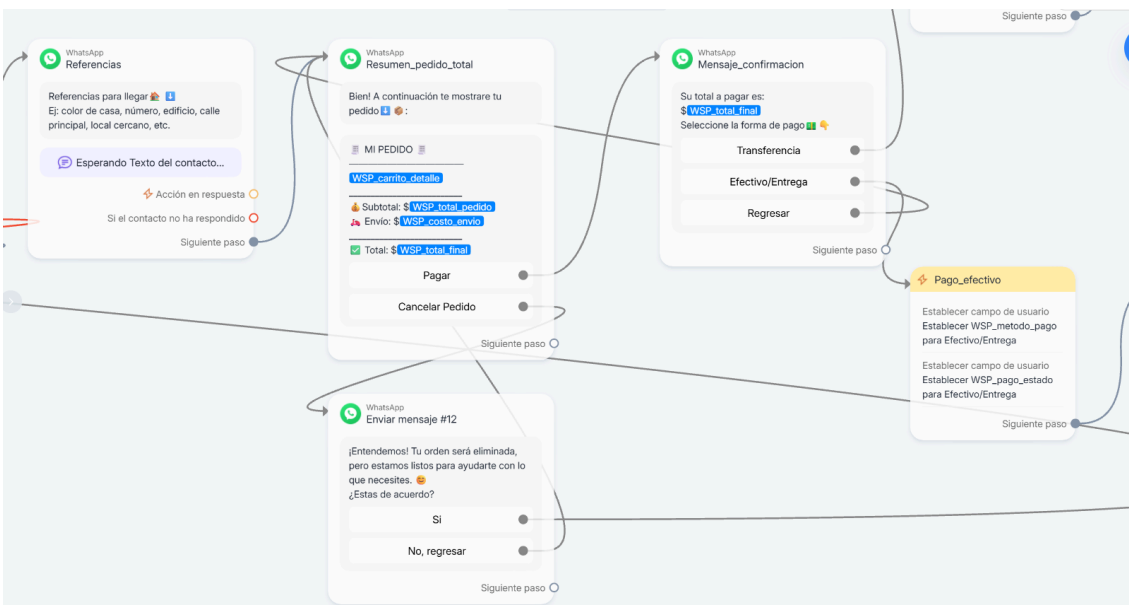 Siguiente paso
WhatsApp
Referencias
Referencias para llegar🏠 ⬇️
Ej: color de casa, número, edificio, calle
principal, local cercano, etc.
Esperando Texto del contacto...
Acción en respuesta
Si el contacto no ha respondido
Siguiente paso
WhatsApp
Resumen_pedido_total
Bien! A continuación te mostrare tu
pedido⬇️ 📦:
🧾 MI PEDIDO 🧾
WSP_carrito_detalle
💰Subtotal: $WSP_total_pedido
🛵 Envío: $WSP_costo_envio
✅ Total: $WSP_total_final
Pagar
Cancelar Pedido
Siguiente paso
WhatsApp
Mensaje_confirmacion
Su total a pagar es:
$WSP_total_final
Seleccione la forma de pago💵 👇
Transferencia
Efectivo/Entrega
Regresar
Siguiente paso
Pago_efectivo
Establecer campo de usuario
Establecer WSP_metodo_pago
para Efectivo/Entrega
Establecer campo de usuario
Establecer WSP_pago_estado
para Efectivo/Entrega
Siguiente paso
WhatsApp
Enviar mensaje #12
¡Entendemos! Tu orden será eliminada,
pero estamos listos para ayudarte con lo
que necesites. 😊
¿Estas de acuerdo?
Si
No, regresar
Siguiente paso